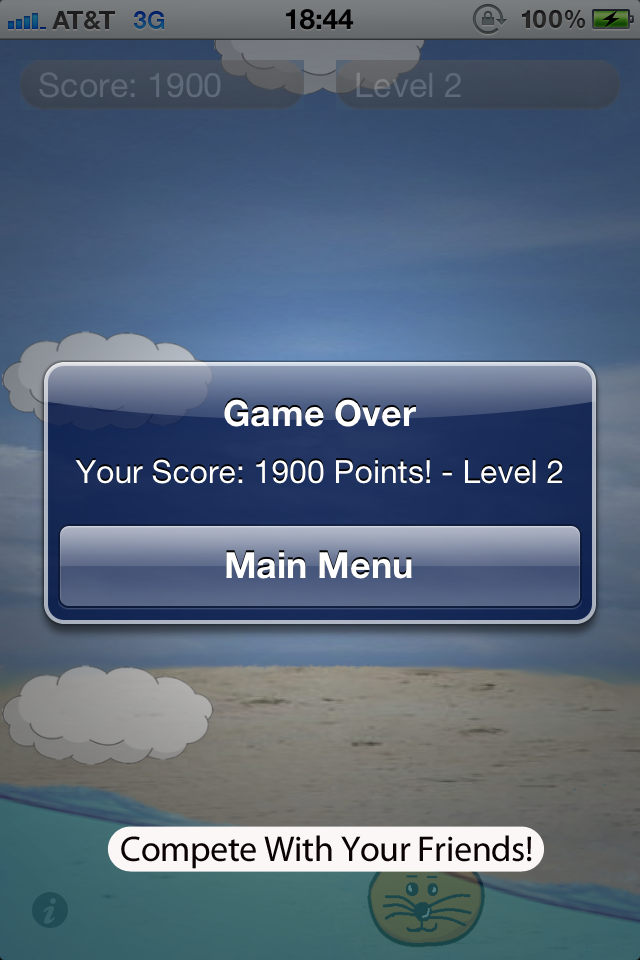 AT&T 3G 18:44 100%
Score: 1900 Level 2
Game Over
Your Score: 1900 Points! - Level 2
Main Menu
Compete With Your Friends!
i